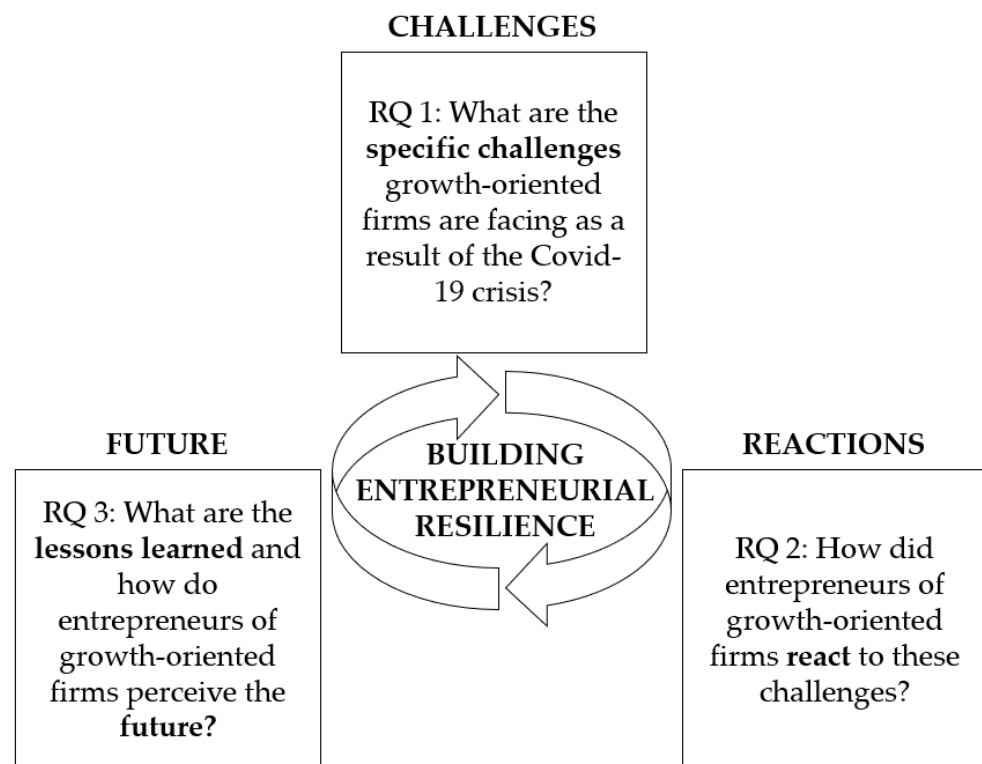 CHALLENGES
RQ 1: What are the
specific challenges
growth-oriented
firms are facing as a
result of the Covid-
19 crisis?
FUTURE
RQ 3: What are the
lessons learned and
how do
entrepreneurs of
growth-oriented
firms perceive the
future?
BUILDING
ENTREPRENEURIAL
RESILIENCE
REACTIONS
RQ 2: How did
entrepreneurs of
growth-oriented
firms react to these
challenges?